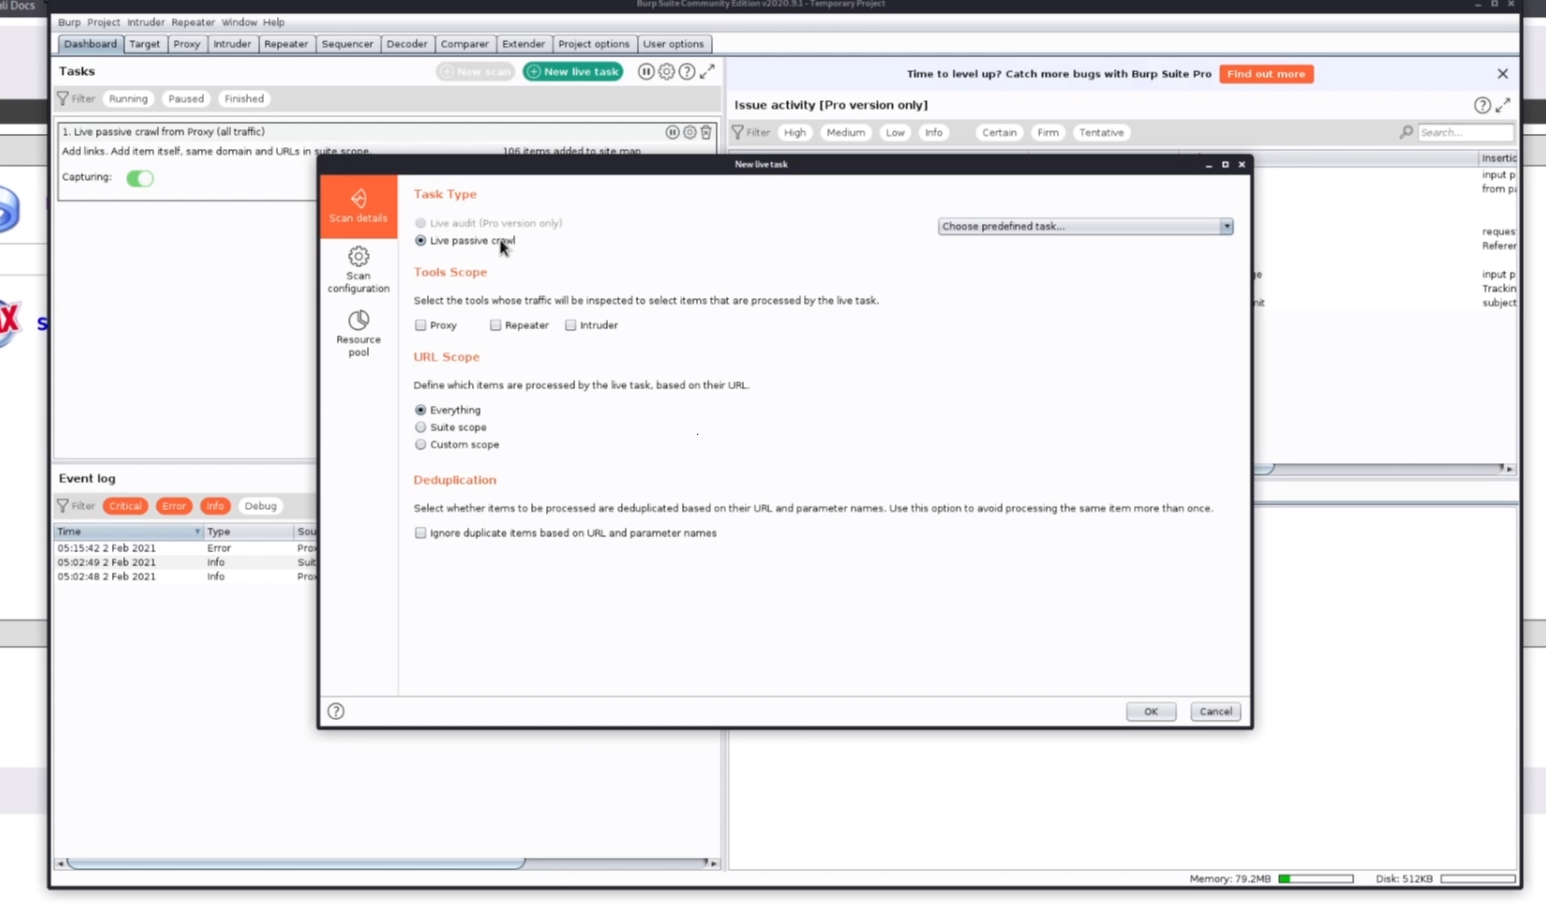 ali Docs
Burp Suite Community Edition v2020.9.1 - Temporary Project
Burp Project Intruder Repeater Window Help
Dashboard Target Proxy Intruder Repeater Sequencer Decoder Comparer Extender Project options User options
Tasks
New scan
New live task
Time to level up? Catch more bugs with Burp Suite Pro
Find out more
Filter Running Paused Finished
Issue activity [Pro version only]
1. Live passive crawl from Proxy (all traffic)
Filter High Medium Low Info Certain Firm Tentative
Search...
Add links. Add item itself, same domain and URLs in suite scope.
106 items added to site map
Capturing:
Insertio
input p
from pa
reques
Referer
input p
Trackin
subject
New live task
Scan details
Scan configuration
Resource pool
Task Type
Live audit (Pro version only)
Live passive crawl
Choose predefined task...
Tools Scope
Select the tools whose traffic will be inspected to select items that are processed by the live task.
Proxy Repeater Intruder
URL Scope
Define which items are processed by the live task, based on their URL.
Everything
Suite scope
Custom scope
Deduplication
Select whether items to be processed are deduplicated based on their URL and parameter names. Use this option to avoid processing the same item more than once.
Ignore duplicate items based on URL and parameter names
OK Cancel
Event log
Filter Critical Error Info Debug
Time Type Sou
05:15:42 2 Feb 2021 Error Prox
05:02:49 2 Feb 2021 Info Suit
05:02:48 2 Feb 2021 Info Prox
Memory: 79.2MB
Disk: 512KB